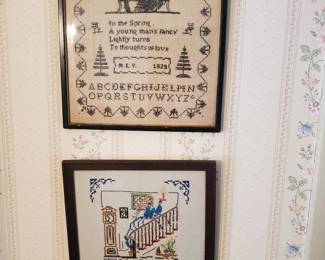 In the Spring
A young man's fancy
Lightly turns
To thoughts of love
M.E.V. 1929
ABCDEFGHIJKLMN
OPQRSTUVWXYZ